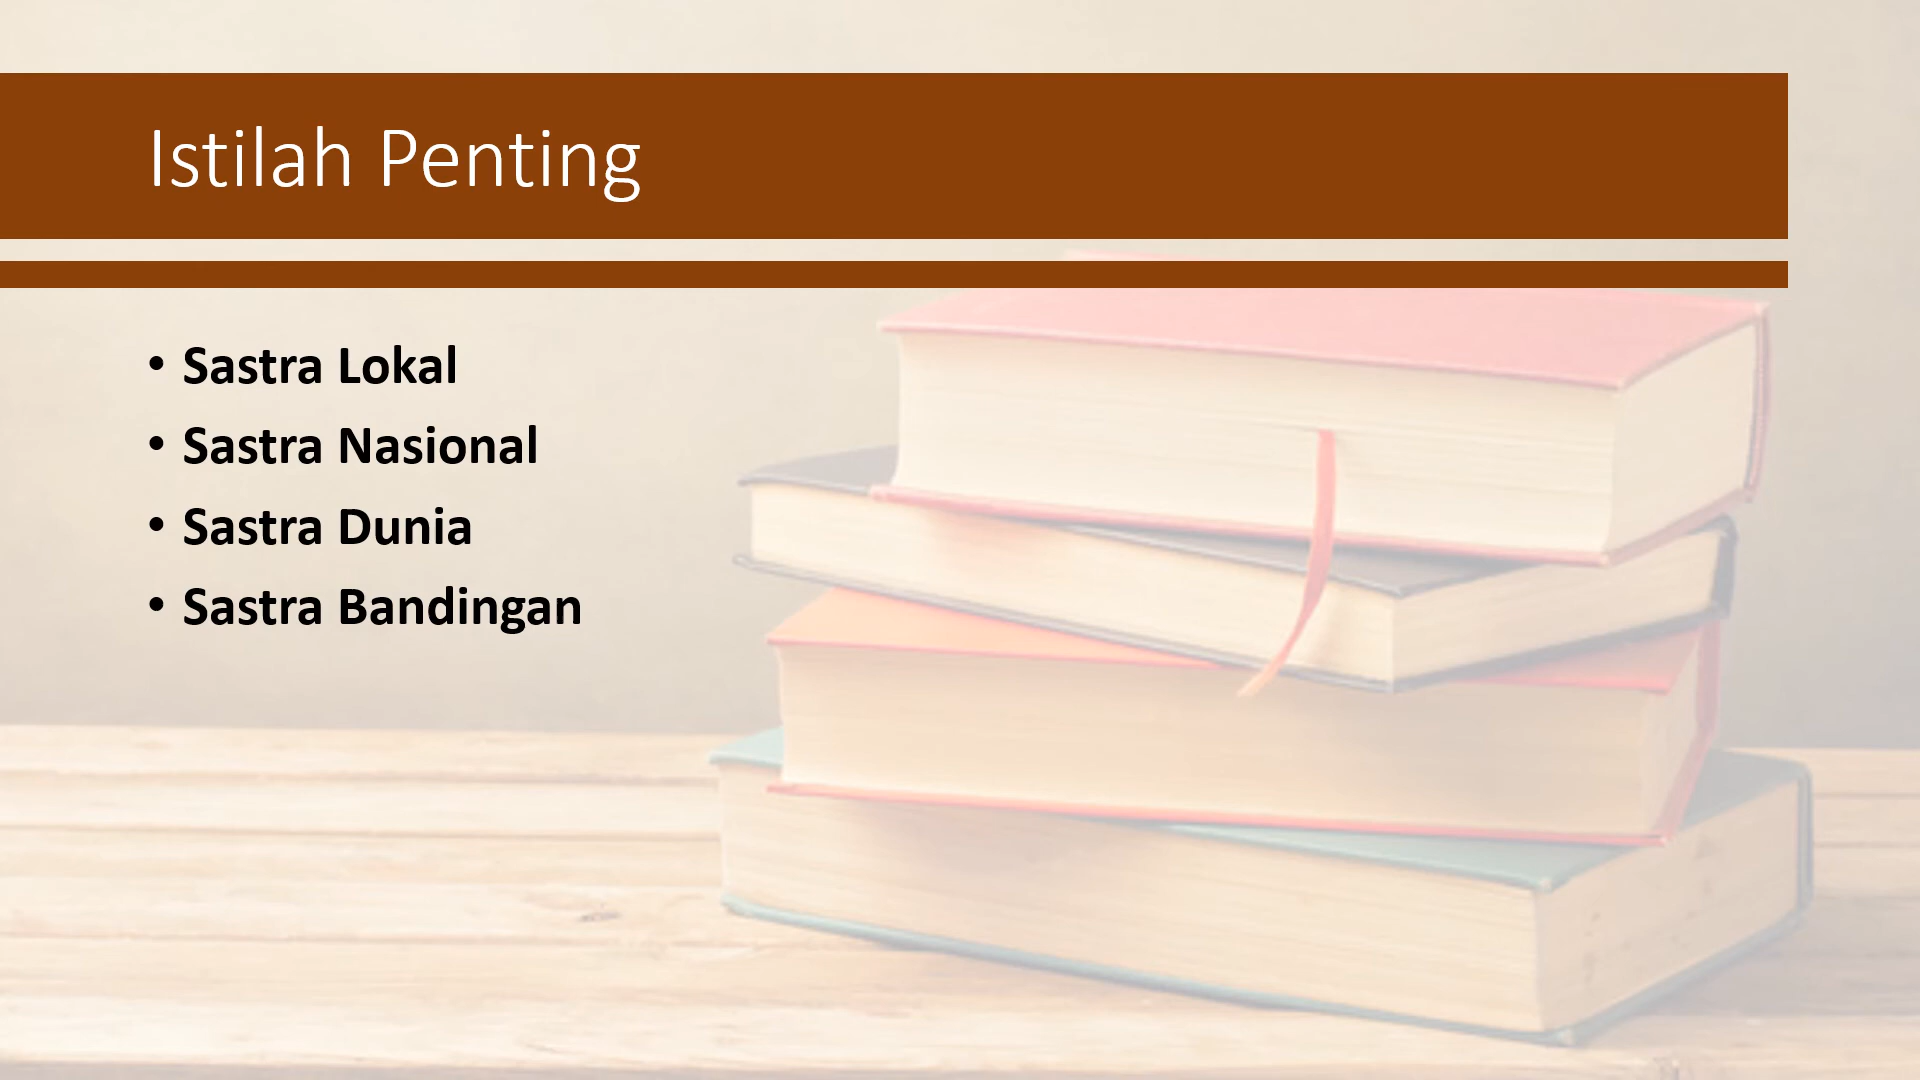 Istilah Penting
• Sastra Lokal
• Sastra Nasional
• Sastra Dunia
• Sastra Bandingan